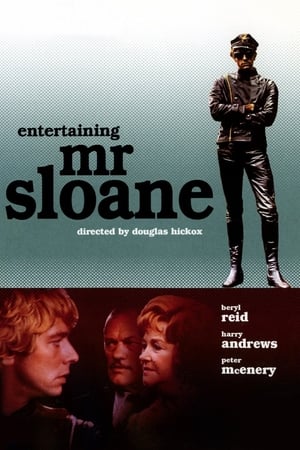 entertaining
mr
sloane
directed by douglas hickox
beryl
reid
harry
andrews
peter
mcenery